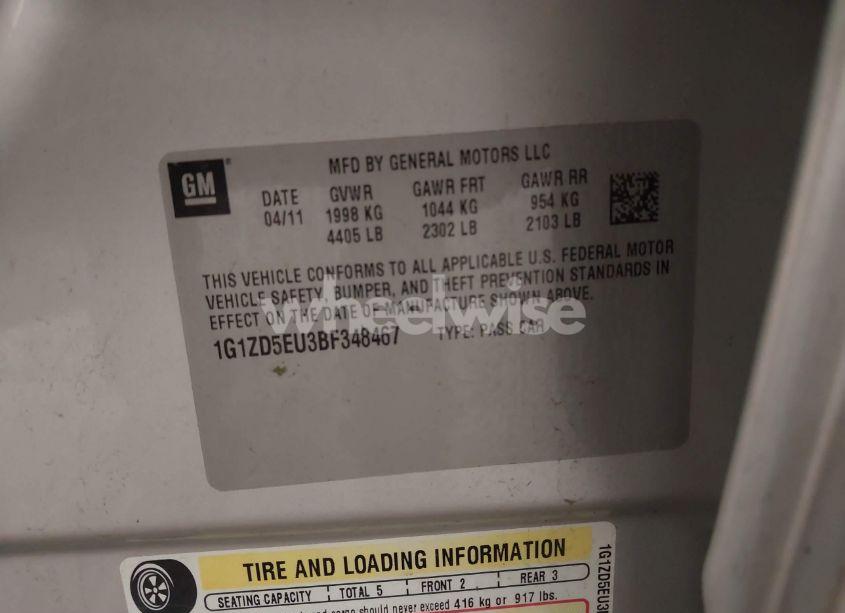 GM
MFD BY GENERAL MOTORS LLC
DATE GVWR GAWR FRT GAWR RR
04/11 1998 KG 1044 KG 954 KG
4405 LB 2302 LB 2103 LB
THIS VEHICLE CONFORMS TO ALL APPLICABLE U.S. FEDERAL MOTOR
VEHICLE SAFETY, BUMPER, AND THEFT PREVENTION STANDARDS IN
EFFECT ON THE DATE OF MANUFACTURE SHOWN ABOVE.
1G1ZD5EU3BF348467 TYPE: PASS CAR
wheelwise
TIRE AND LOADING INFORMATION
SEATING CAPACITY TOTAL 5 FRONT 2 REAR 3
cargo should never exceed 416 kg or 917 lbs.
1G1ZD5EU3